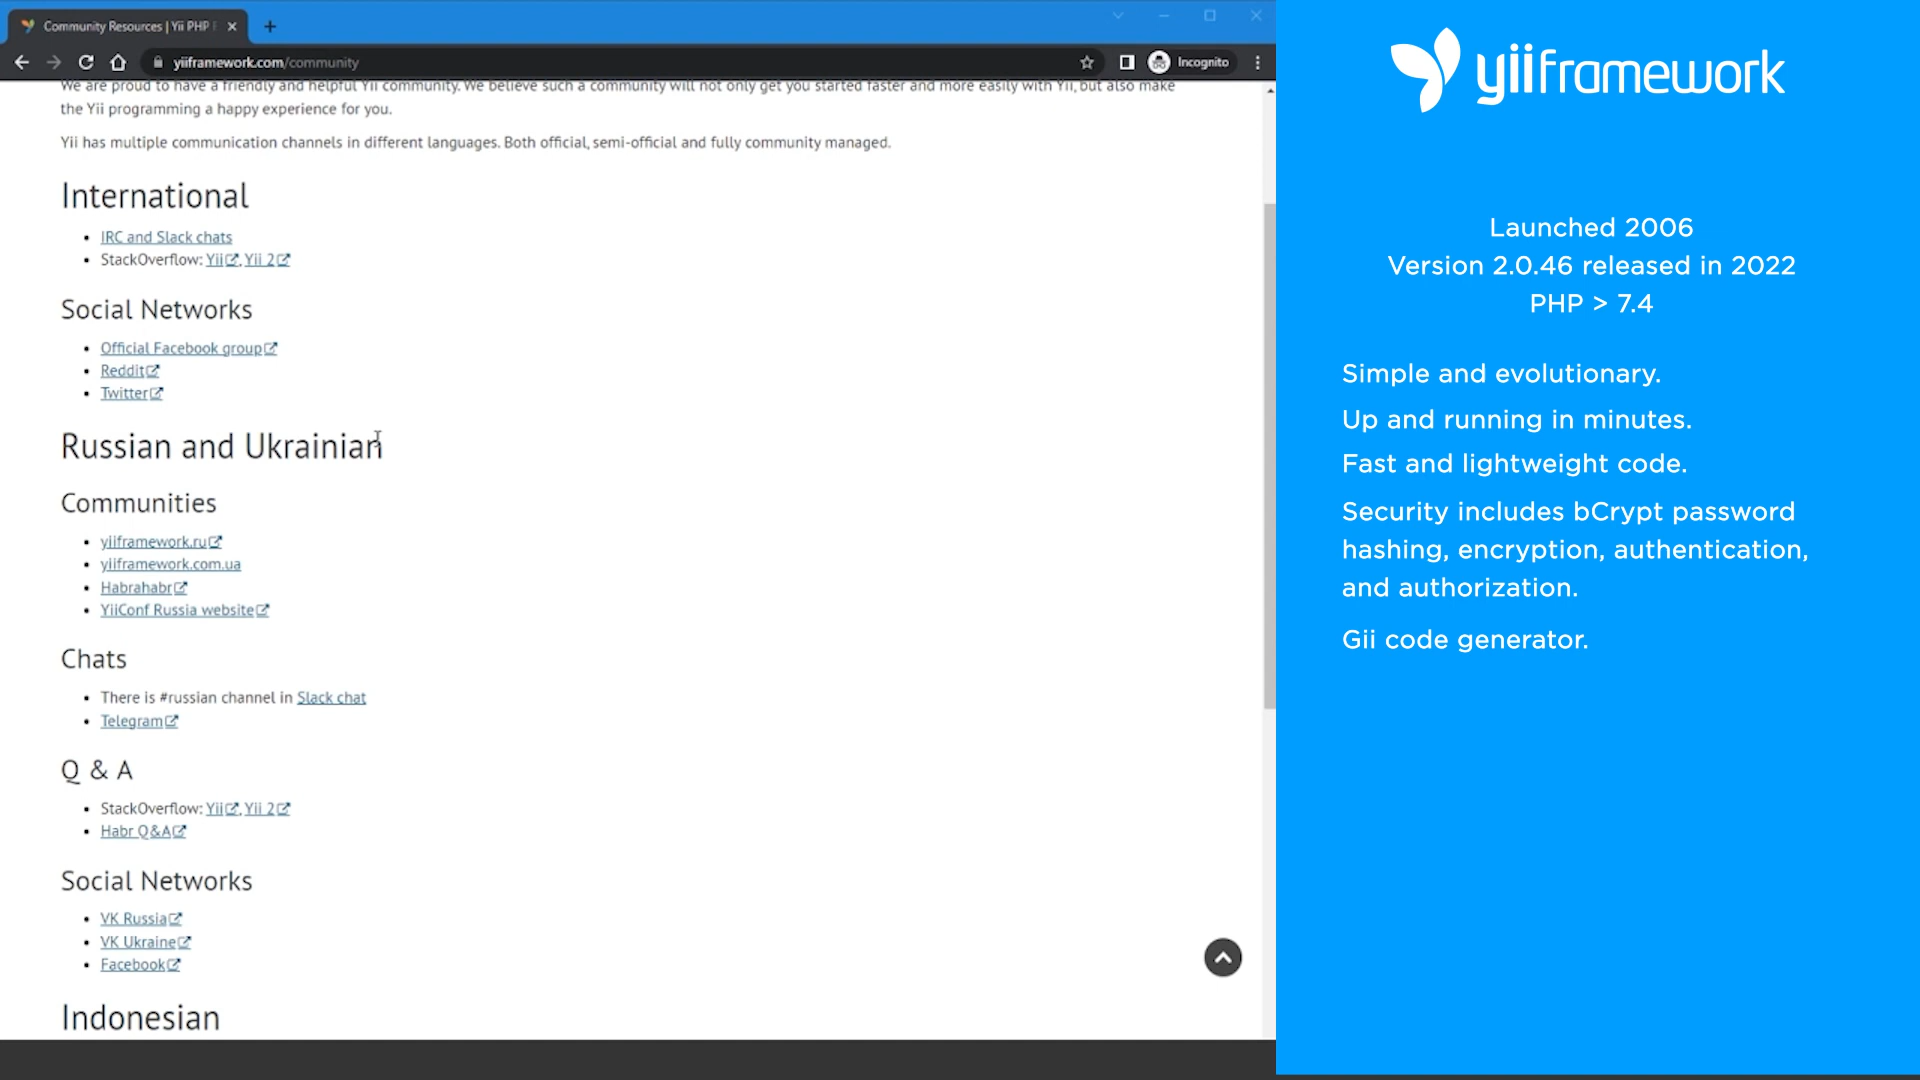 Community Resources | Yii PHP F
yiiframework.com/community
Incognito
We are proud to have a friendly and helpful Yii community. We believe such a community will not only get you started faster and more easily with Yii, but also make
the Yii programming a happy experience for you.
Yii has multiple communication channels in different languages. Both official, semi-official and fully community managed.
International
IRC and Slack chats
StackOverflow: Yii, Yii 2
Social Networks
Official Facebook group
Reddit
Twitter
Russian and Ukrainian
Communities
yiiframework.ru
yiiframework.com.ua
Habrahabr
YiiConf Russia website
Chats
There is #russian channel in Slack chat
Telegram
Q & A
StackOverflow: Yii, Yii 2
Habr Q&A
Social Networks
VK Russia
VK Ukraine
Facebook
Indonesian
yiiframework
Launched 2006
Version 2.0.46 released in 2022
PHP > 7.4
Simple and evolutionary.
Up and running in minutes.
Fast and lightweight code.
Security includes bCrypt password
hashing, encryption, authentication,
and authorization.
Gii code generator.